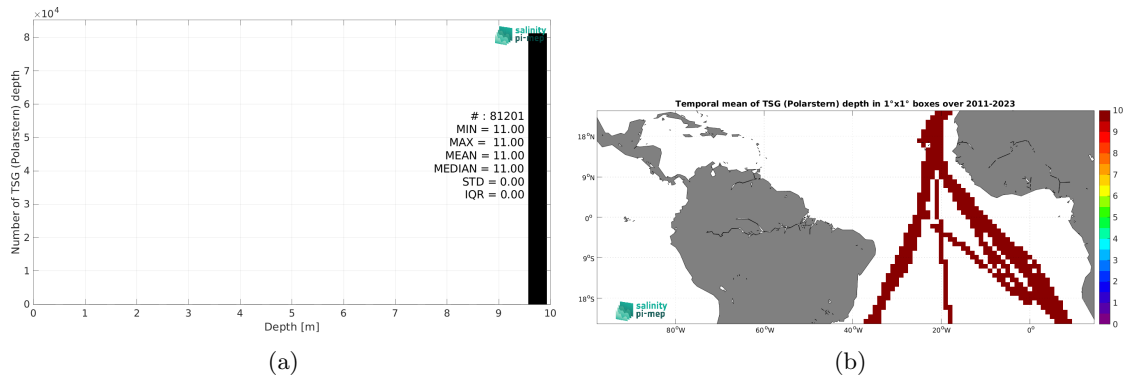 ×10⁴
salinity
pi-mep
8
7
6
5
4
3
2
1
0
Number of TSG (Polarstern) depth
# : 81201
MIN = 11.00
MAX = 11.00
MEAN = 11.00
MEDIAN = 11.00
STD = 0.00
IQR = 0.00
0 1 2 3 4 5 6 7 8 9 10
Depth [m]
(a)
Temporal mean of TSG (Polarstern) depth in 1°x1° boxes over 2011-2023
18°N
9°N
0°
9°S
18°S
80°W 60°W 40°W 20°W 0°
10
9
8
7
6
5
4
3
2
1
0
salinity
pi-mep
(b)